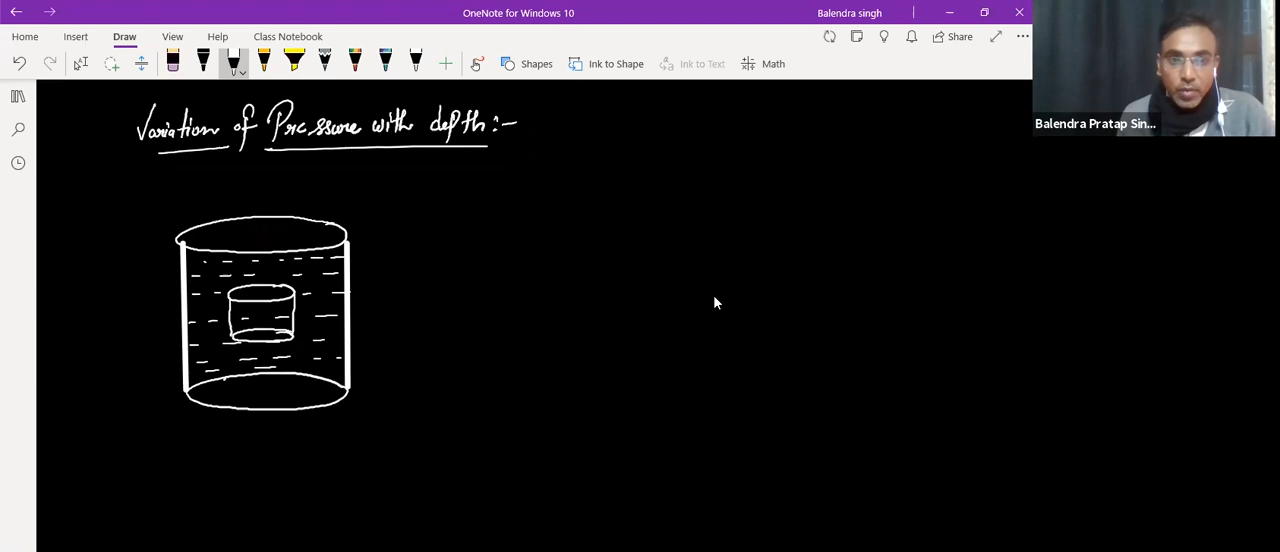 OneNote for Windows 10
Balendra singh
Home Insert Draw View Help Class Notebook
Share
Shapes Ink to Shape Ink to Text Math
Balendra Pratap Sin...
Variation of Pressure with depth :-